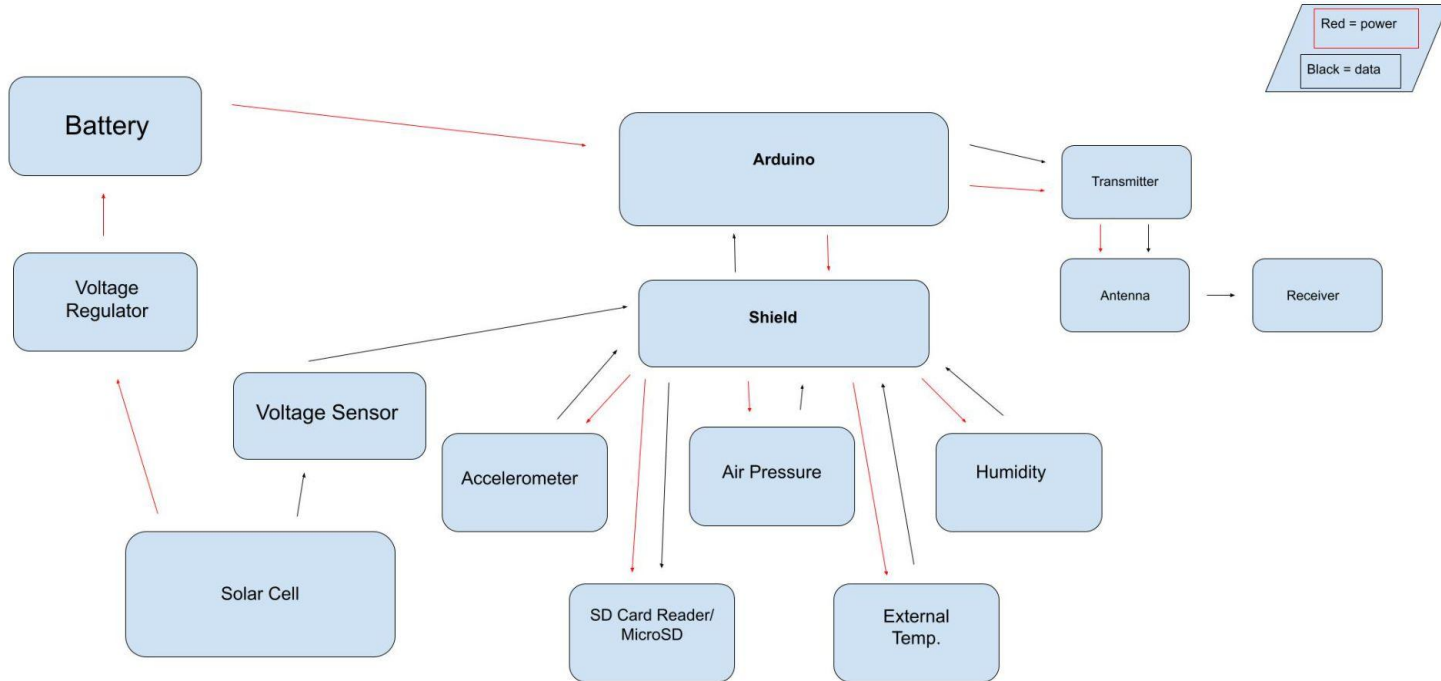 Red = power
Black = data
Battery
Arduino
Transmitter
Voltage
Regulator
Shield
Antenna
Receiver
Voltage Sensor
Accelerometer
Air Pressure
Humidity
Solar Cell
SD Card Reader/
MicroSD
External
Temp.